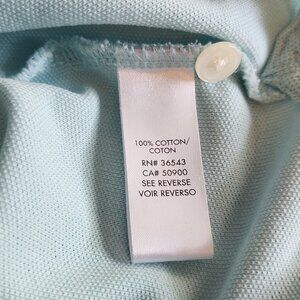 100% COTTON/
COTON
RN# 36543
CA# 50900
SEE REVERSE
VOIR REVERSO